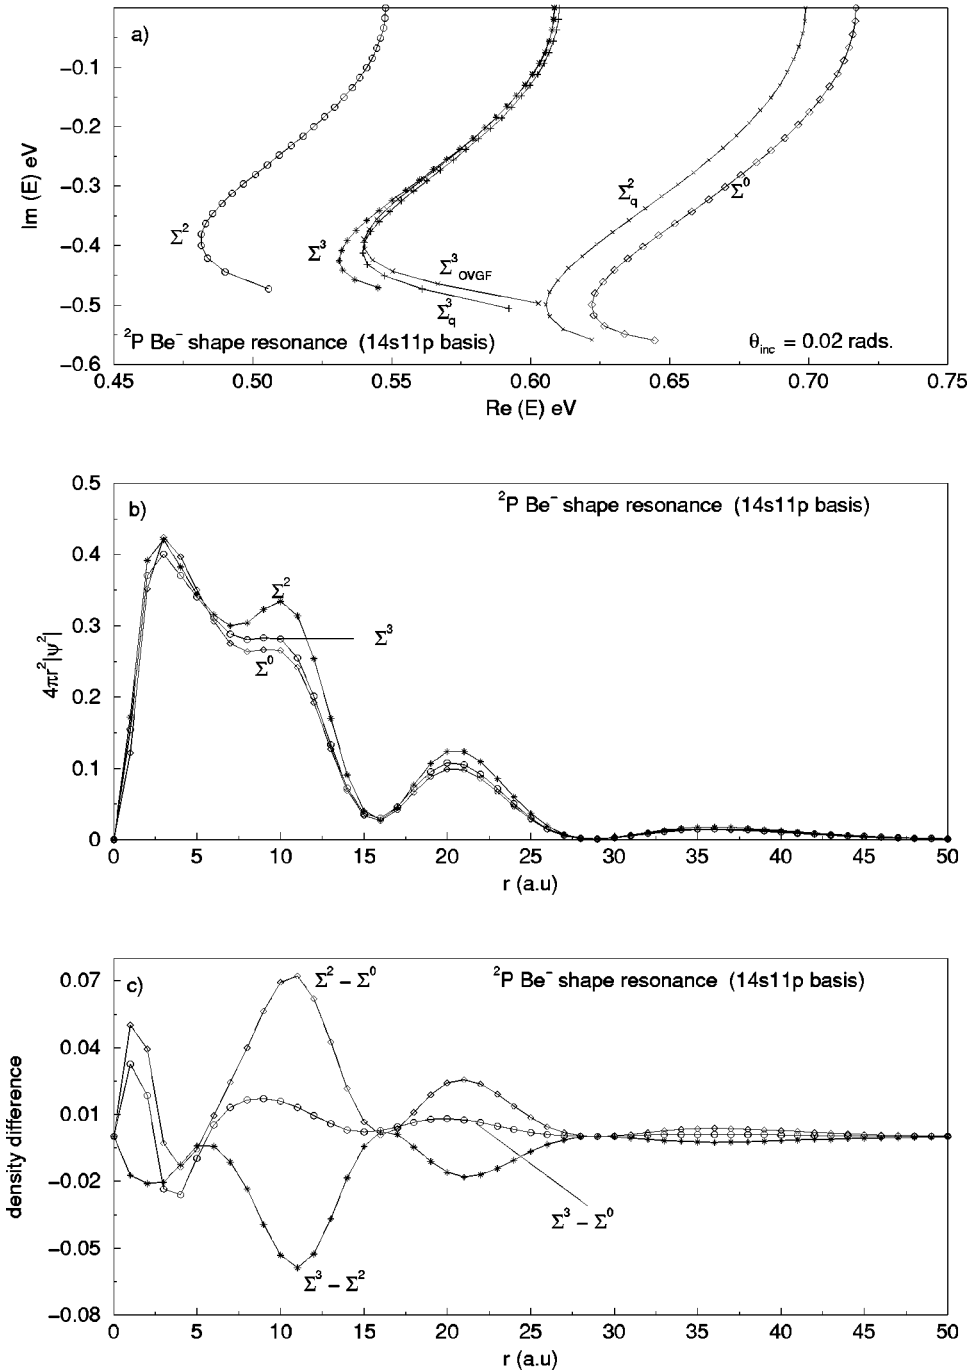 a)
−0.1
−0.2
−0.3
−0.4
−0.5
−0.6
Im (E) eV
Σ²
Σ³
Σ³ OVGF
Σ³q
Σ²q
Σ⁰
²P Be⁻ shape resonance (14s11p basis)
θinc = 0.02 rads.
0.45 0.50 0.55 0.60 0.65 0.70 0.75
Re (E) eV
b)
²P Be⁻ shape resonance (14s11p basis)
0.5
0.4
0.3
0.2
0.1
0
4πr²|ψ²|
Σ²
Σ³
Σ⁰
0 5 10 15 20 25 30 35 40 45 50
r (a.u)
c)
²P Be⁻ shape resonance (14s11p basis)
0.07
0.04
0.01
−0.02
−0.05
−0.08
density difference
Σ² − Σ⁰
Σ³ − Σ⁰
Σ³ − Σ²
0 5 10 15 20 25 30 35 40 45 50
r (a.u)